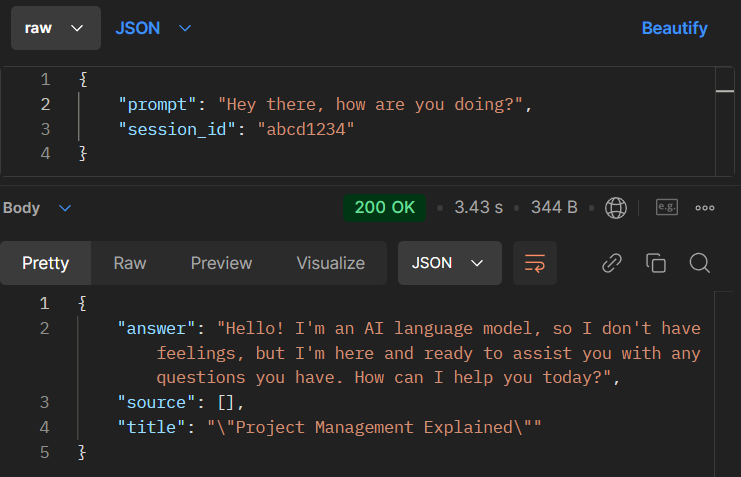 raw JSON Beautify
1 {
2 "prompt": "Hey there, how are you doing?",
3 "session_id": "abcd1234"
4 }
Body 200 OK 3.43 s 344 B e.g.
Pretty Raw Preview Visualize JSON
1 {
2 "answer": "Hello! I'm an AI language model, so I don't have
feelings, but I'm here and ready to assist you with any
questions you have. How can I help you today?",
3 "source": [],
4 "title": "\"Project Management Explained\""
5 }